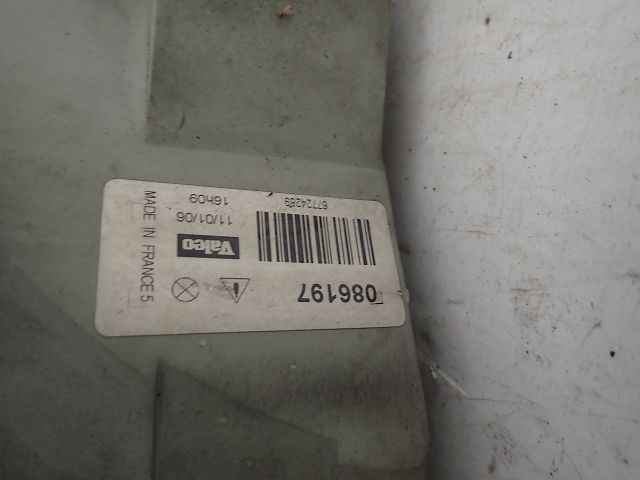 086197
Valeo
11/01/06
16h09
67724289
MADE IN FRANCE 5